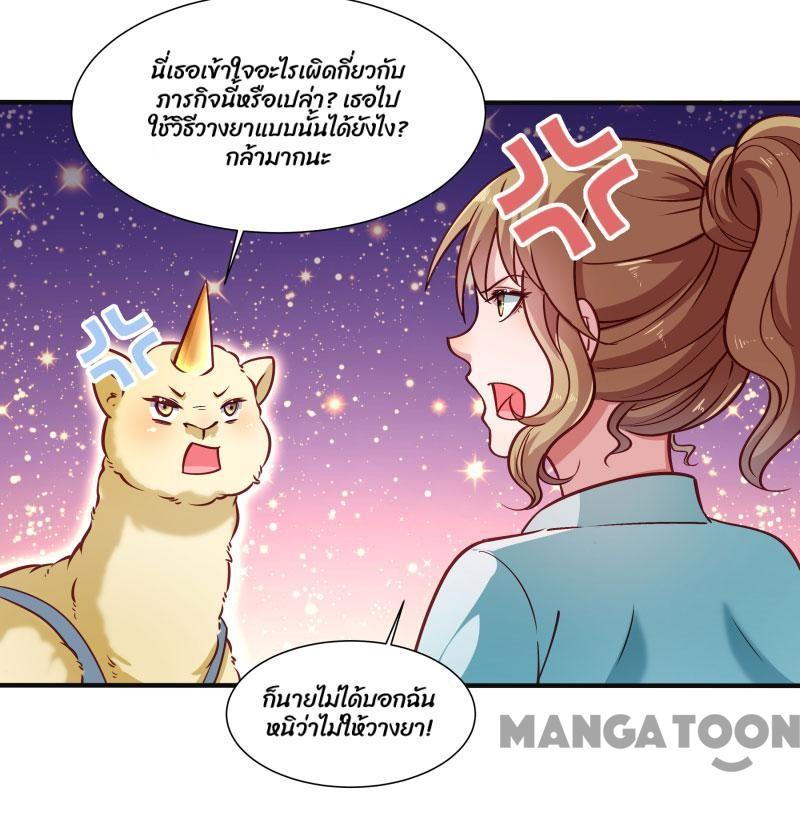 นี่เธอเข้าใจอะไรเผิดกี่ยวกับ
ภารกิจนี้หรือเปล่า? เธอไป
ใช้วิธีวางยาแบบนั้นได้ยังไง?
กล้ามากนะ
ก็นายไม่ได้บอกฉัน
หนิว่าไม่ให้วางยา!
MANGATOON